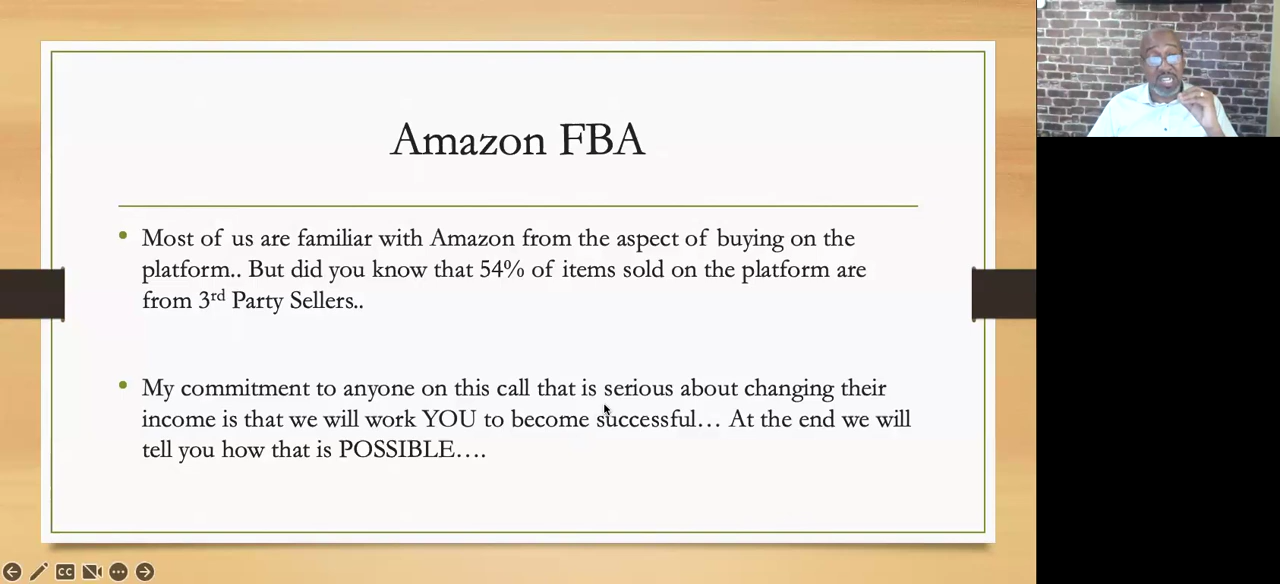 Amazon FBA
Most of us are familiar with Amazon from the aspect of buying on the
platform.. But did you know that 54% of items sold on the platform are
from 3rd Party Sellers..
My commitment to anyone on this call that is serious about changing their
income is that we will work YOU to become successful… At the end we will
tell you how that is POSSIBLE….
CC